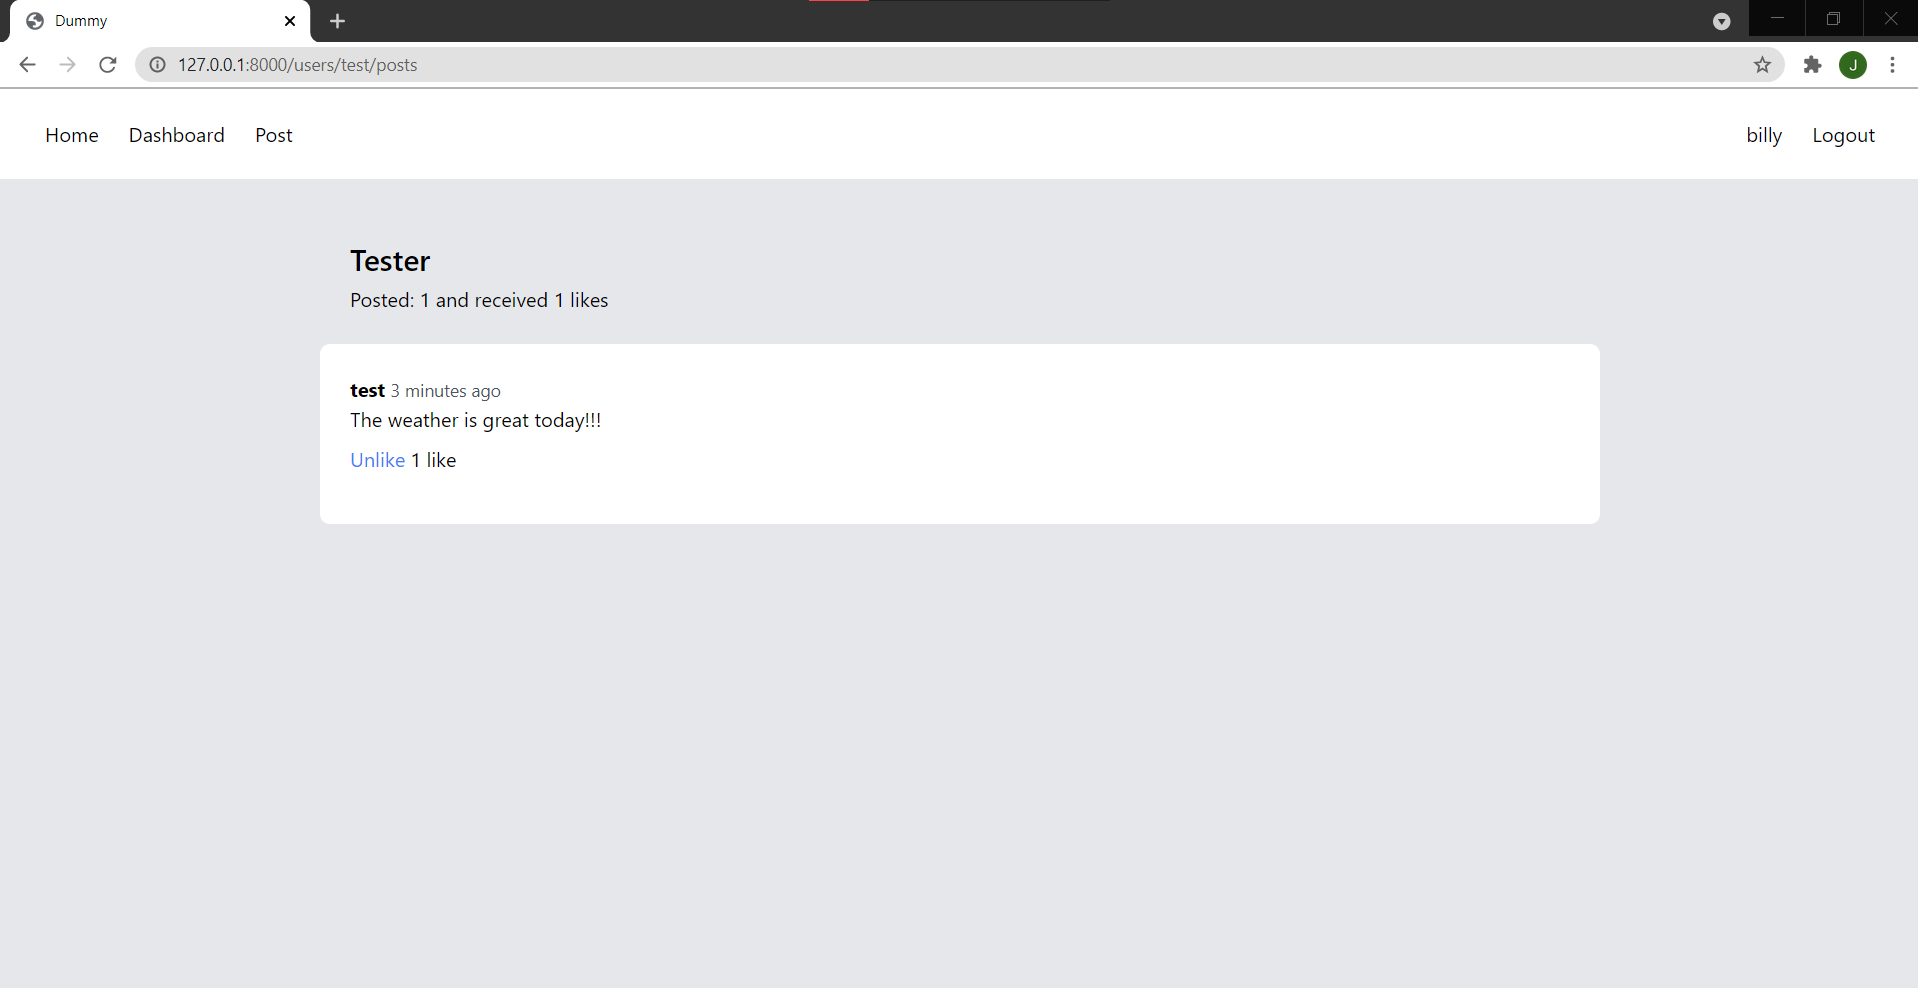 Dummy
127.0.0.1:8000/users/test/posts
J
Home Dashboard Post billy Logout
Tester
Posted: 1 and received 1 likes
test 3 minutes ago
The weather is great today!!!
Unlike 1 like